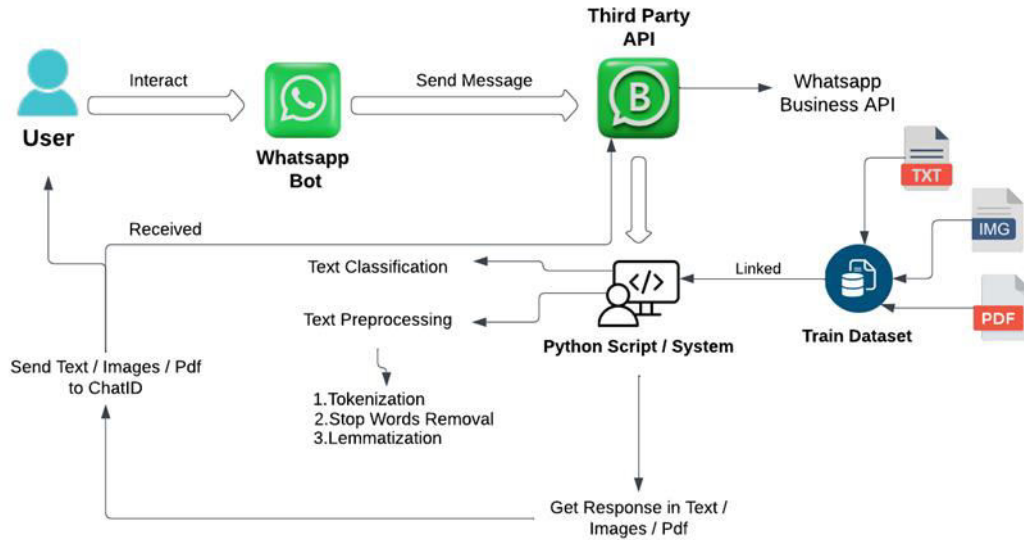 Third Party
API
Interact
Send Message
B
Whatsapp
Business API
User
Whatsapp
Bot
TXT
IMG
PDF
Received
Text Classification
</>
Linked
Text Preprocessing
Python Script / System
Train Dataset
Send Text / Images / Pdf
to ChatID
1.Tokenization
2.Stop Words Removal
3.Lemmatization
Get Response in Text /
Images / Pdf